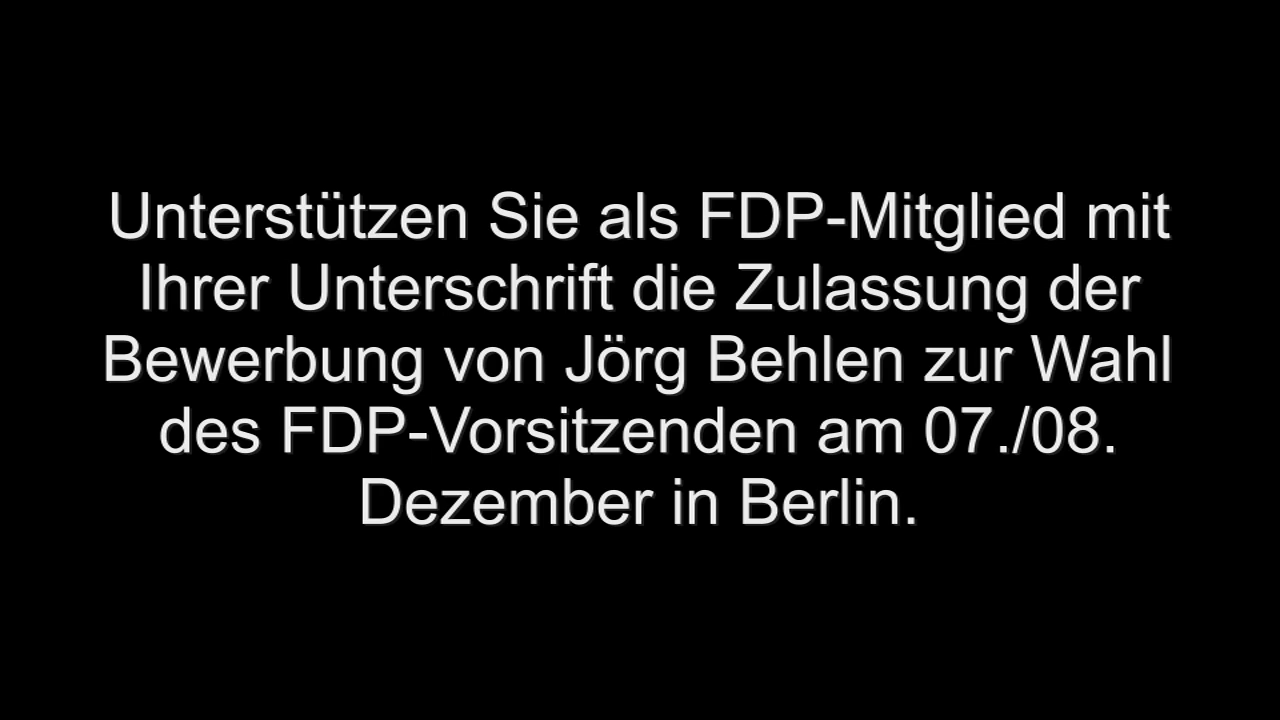 Unterstützen Sie als FDP-Mitglied mit
Ihrer Unterschrift die Zulassung der
Bewerbung von Jörg Behlen zur Wahl
des FDP-Vorsitzenden am 07./08.
Dezember in Berlin.